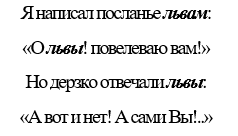 Я написал посланье львам:
«О львы! повелеваю вам!»
Но дерзко отвечали львы:
«А вот и нет! А сами Вы!..»